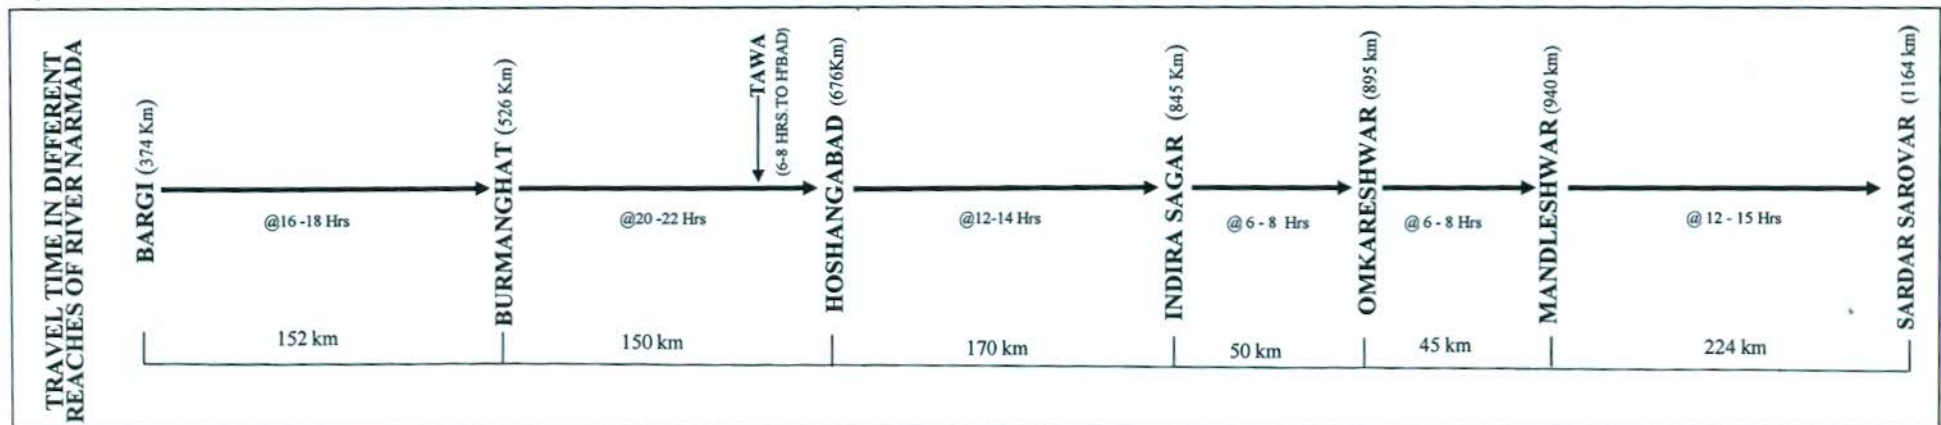 TRAVEL TIME IN DIFFERENT
REACHES OF RIVER NARMADA
BARGI (374 Km)
@16 -18 Hrs
BURMANGHAT (526 Km)
@20 -22 Hrs
TAWA
(6-8 HRS.TO H'BAD)
HOSHANGABAD (676Km)
@12-14 Hrs
INDIRA SAGAR (845 Km)
@ 6 - 8 Hrs
OMKARESHWAR (895 km)
@ 6 - 8 Hrs
MANDLESHWAR (940 km)
@ 12 - 15 Hrs
SARDAR SAROVAR (1164 km)
152 km
150 km
170 km
50 km
45 km
224 km